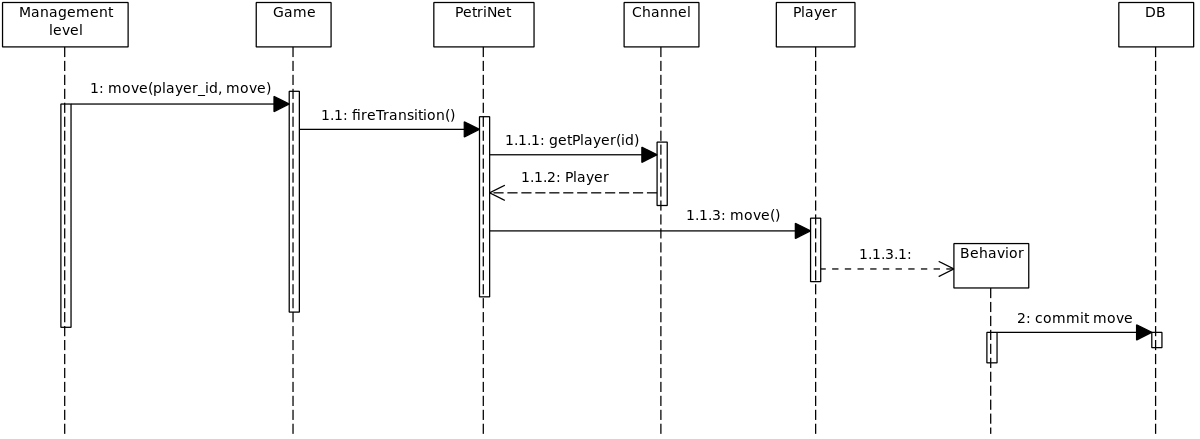 Management
level
Game
PetriNet
Channel
Player
DB
1: move(player_id, move)
1.1: fireTransition()
1.1.1: getPlayer(id)
1.1.2: Player
1.1.3: move()
1.1.3.1:
Behavior
2: commit move